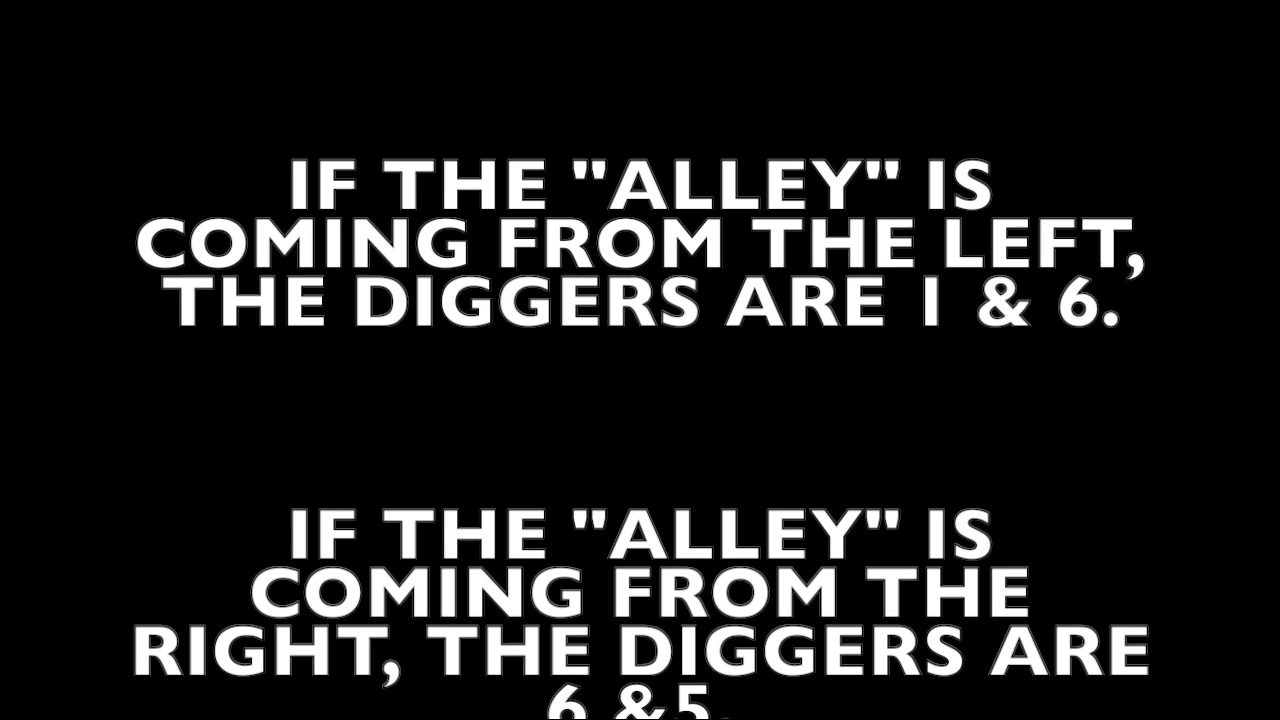 IF THE "ALLEY" IS
COMING FROM THE LEFT,
THE DIGGERS ARE 1 & 6.
IF THE "ALLEY" IS
COMING FROM THE
RIGHT, THE DIGGERS ARE
6 &5.